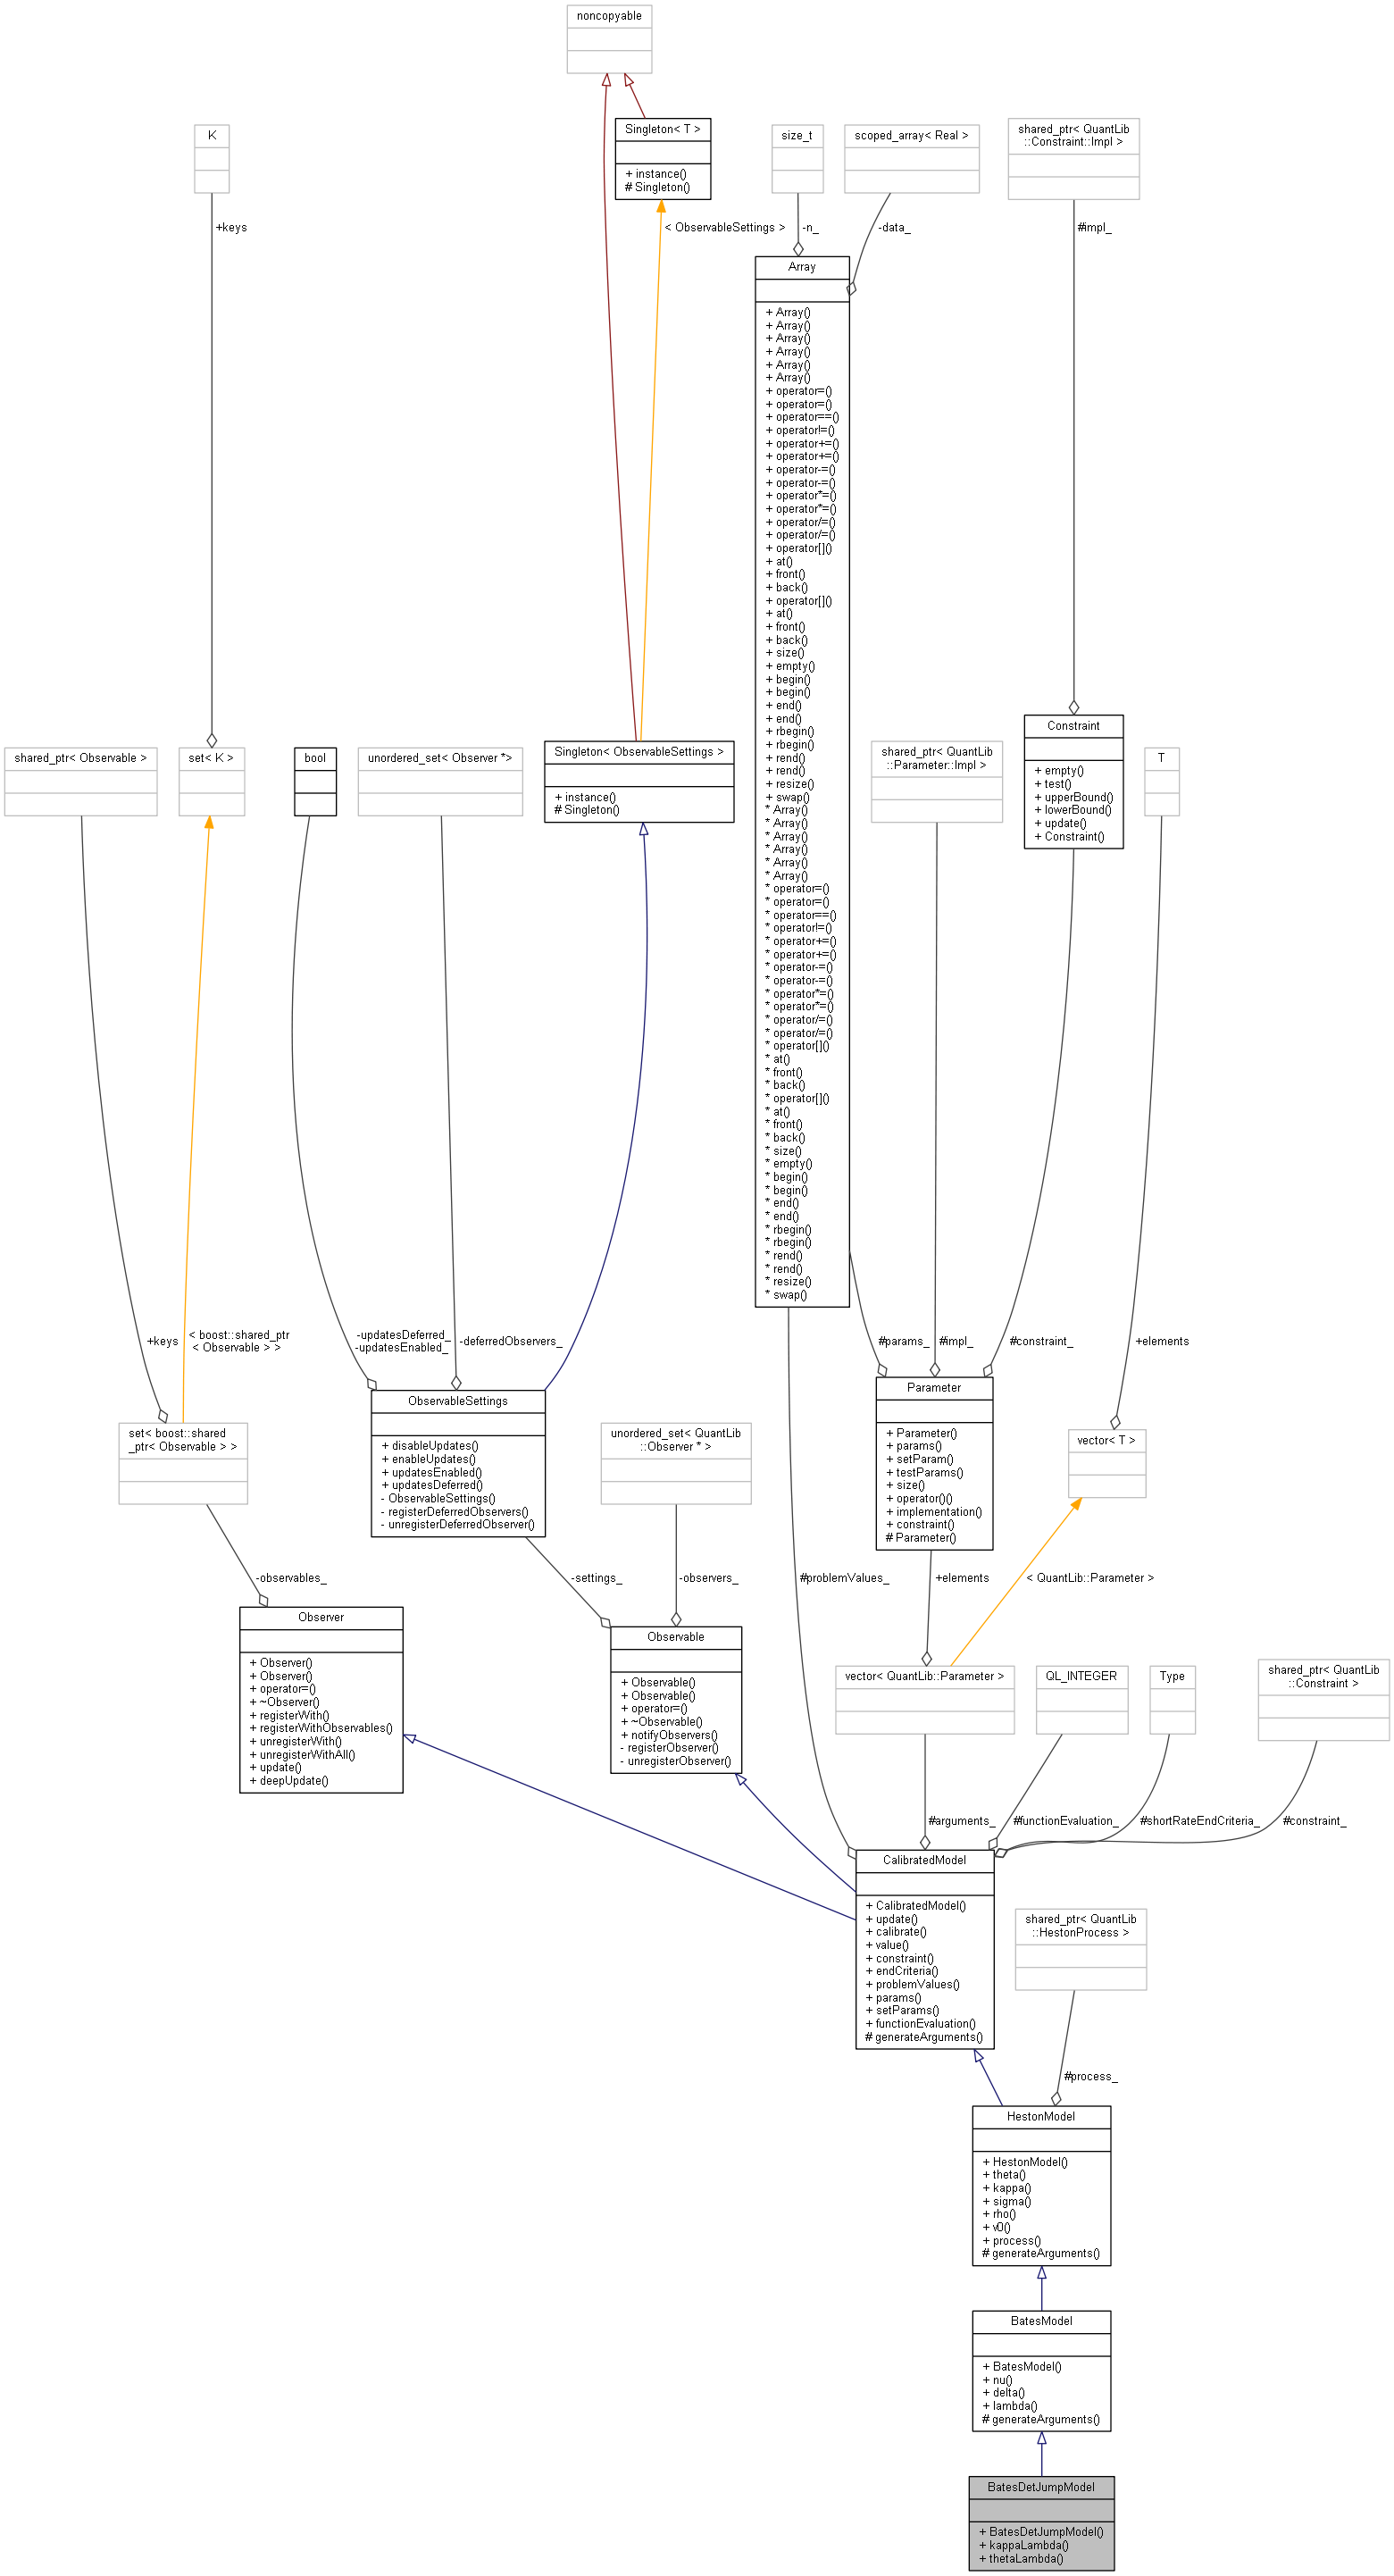 noncopyable
Singleton< T >
+ instance()
# Singleton()
K
size_t
scoped_array< Real >
shared_ptr< QuantLib
::Constraint::Impl >
+keys
< ObservableSettings >
-n_
-data_
#impl_
Array
+ Array()
+ Array()
+ Array()
+ Array()
+ Array()
+ Array()
+ operator=()
+ operator=()
+ operator==()
+ operator!=()
+ operator+=()
+ operator+=()
+ operator-=()
+ operator-=()
+ operator*=()
+ operator*=()
+ operator/=()
+ operator/=()
+ operator[]()
+ at()
+ front()
+ back()
+ operator[]()
+ at()
+ front()
+ back()
+ size()
+ empty()
+ begin()
+ begin()
+ end()
+ end()
+ rbegin()
+ rbegin()
+ rend()
+ rend()
+ resize()
+ swap()
* Array()
* Array()
* Array()
* Array()
* Array()
* Array()
* operator=()
* operator=()
* operator==()
* operator!=()
* operator+=()
* operator+=()
* operator-=()
* operator-=()
* operator*=()
* operator*=()
* operator/=()
* operator/=()
* operator[]()
* at()
* front()
* back()
* operator[]()
* at()
* front()
* back()
* size()
* empty()
* begin()
* begin()
* end()
* end()
* rbegin()
* rbegin()
* rend()
* rend()
* resize()
* swap()
shared_ptr< Observable >
set< K >
bool
unordered_set< Observer *>
Singleton< ObservableSettings >
+ instance()
# Singleton()
shared_ptr< QuantLib
::Parameter::Impl >
Constraint
+ empty()
+ test()
+ upperBound()
+ lowerBound()
+ update()
+ Constraint()
T
+keys
< boost::shared_ptr
< Observable > >
-updatesDeferred_
-updatesEnabled_
-deferredObservers_
#params_
#impl_
#constraint_
+elements
set< boost::shared
_ptr< Observable > >
ObservableSettings
+ disableUpdates()
+ enableUpdates()
+ updatesEnabled()
+ updatesDeferred()
- ObservableSettings()
- registerDeferredObservers()
- unregisterDeferredObserver()
unordered_set< QuantLib
::Observer * >
Parameter
+ Parameter()
+ params()
+ setParam()
+ testParams()
+ size()
+ operator()()
+ implementation()
+ constraint()
# Parameter()
vector< T >
-observables_
-settings_
-observers_
#problemValues_
+elements
< QuantLib::Parameter >
Observer
+ Observer()
+ Observer()
+ operator=()
+ ~Observer()
+ registerWith()
+ registerWithObservables()
+ unregisterWith()
+ unregisterWithAll()
+ update()
+ deepUpdate()
Observable
+ Observable()
+ Observable()
+ operator=()
+ ~Observable()
+ notifyObservers()
- registerObserver()
- unregisterObserver()
vector< QuantLib::Parameter >
QL_INTEGER
Type
shared_ptr< QuantLib
::Constraint >
#arguments_
#functionEvaluation_
#shortRateEndCriteria_
#constraint_
CalibratedModel
+ CalibratedModel()
+ update()
+ calibrate()
+ value()
+ constraint()
+ endCriteria()
+ problemValues()
+ params()
+ setParams()
+ functionEvaluation()
# generateArguments()
shared_ptr< QuantLib
::HestonProcess >
#process_
HestonModel
+ HestonModel()
+ theta()
+ kappa()
+ sigma()
+ rho()
+ v0()
+ process()
# generateArguments()
BatesModel
+ BatesModel()
+ nu()
+ delta()
+ lambda()
# generateArguments()
BatesDetJumpModel
+ BatesDetJumpModel()
+ kappaLambda()
+ thetaLambda()